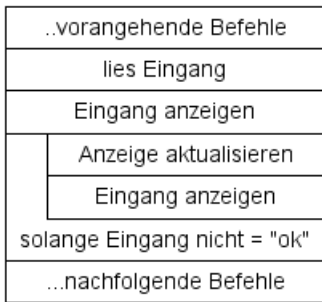 ..vorangehende Befehle
lies Eingang
Eingang anzeigen
Anzeige aktualisieren
Eingang anzeigen
solange Eingang nicht = "ok"
...nachfolgende Befehle